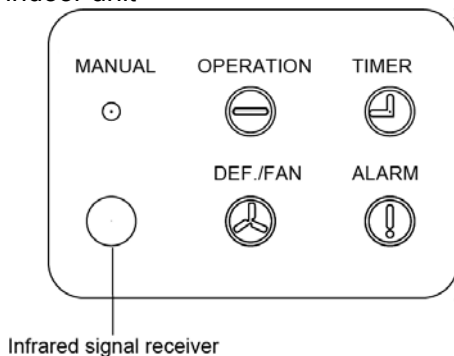 Indoor unit
MANUAL OPERATION TIMER
DEF./FAN ALARM
Infrared signal receiver